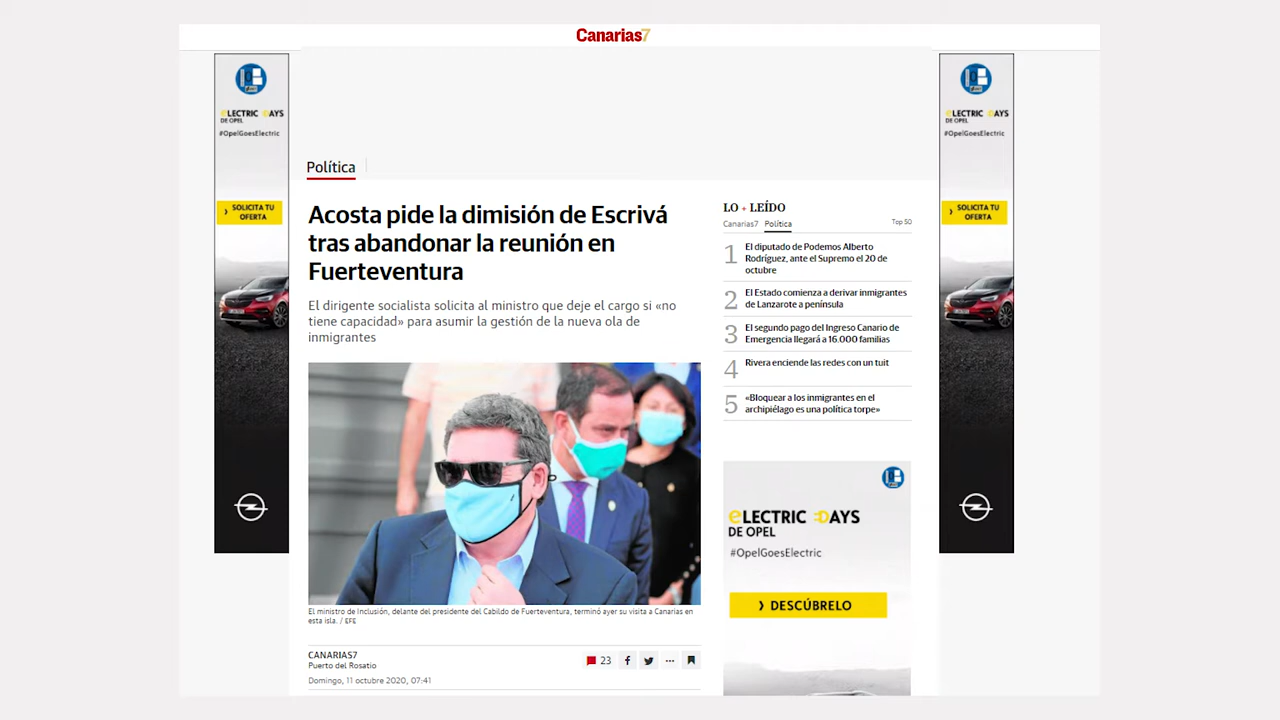 Canarias7
ELECTRIC DAYS
DE OPEL
#OpelGoesElectric
❯ SOLICITA TU
OFERTA
Política
Acosta pide la dimisión de Escrivá
tras abandonar la reunión en
Fuerteventura
El dirigente socialista solicita al ministro que deje el cargo si «no
tiene capacidad» para asumir la gestión de la nueva ola de
inmigrantes
El ministro de Inclusión, delante del presidente del Cabildo de Fuerteventura, terminó ayer su visita a Canarias en
esta isla. / EFE
CANARIAS7
Puerto del Rosatio
Domingo, 11 octubre 2020, 07:41
23
LO + LEÍDO
Canarias7 Política Top 50
1 El diputado de Podemos Alberto
Rodríguez, ante el Supremo el 20 de
octubre
2 El Estado comienza a derivar inmigrantes
de Lanzarote a península
3 El segundo pago del Ingreso Canario de
Emergencia llegará a 16.000 familias
4 Rivera enciende las redes con un tuit
5 «Bloquear a los inmigrantes en el
archipiélago es una política torpe»
ELECTRIC DAYS
DE OPEL
#OpelGoesElectric
❯ DESCÚBRELO
ELECTRIC DAYS
DE OPEL
#OpelGoesElectric
❯ SOLICITA TU
OFERTA